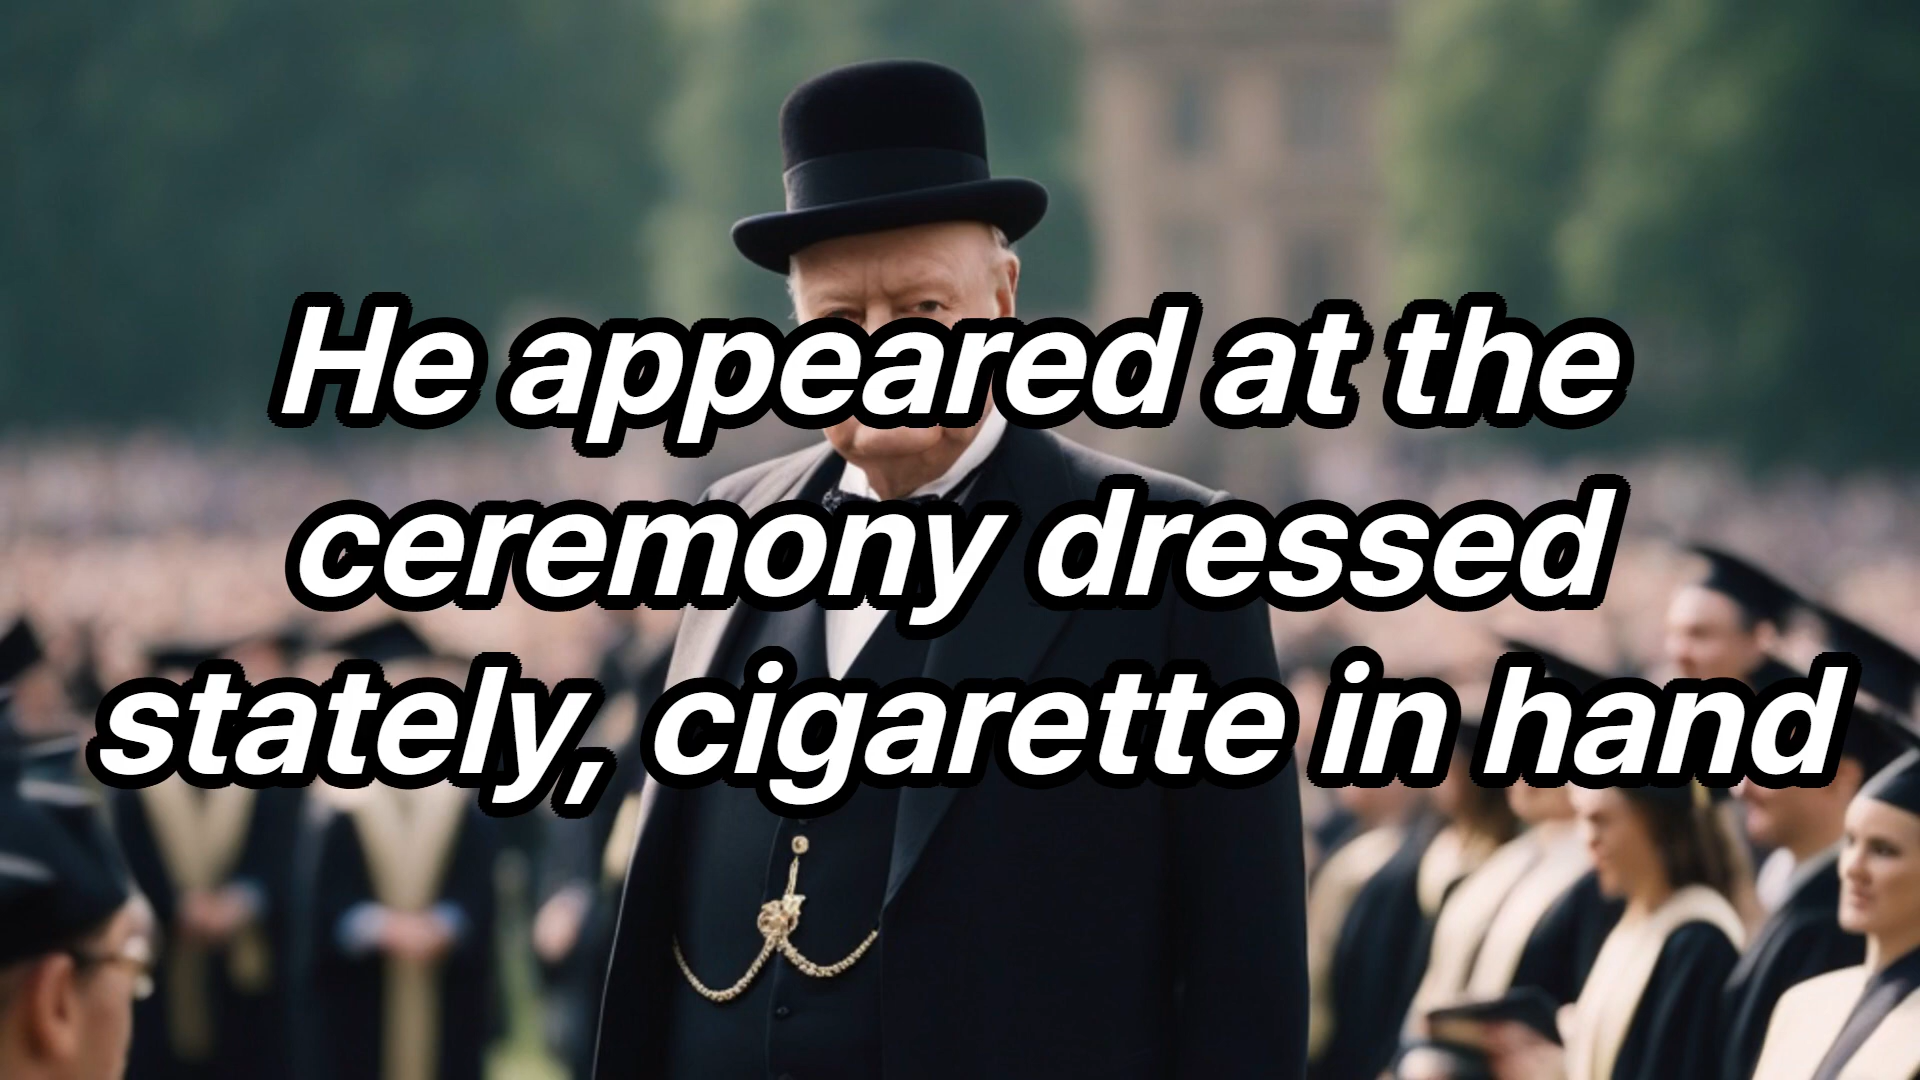 He appeared at the
ceremony dressed
stately, cigarette in hand